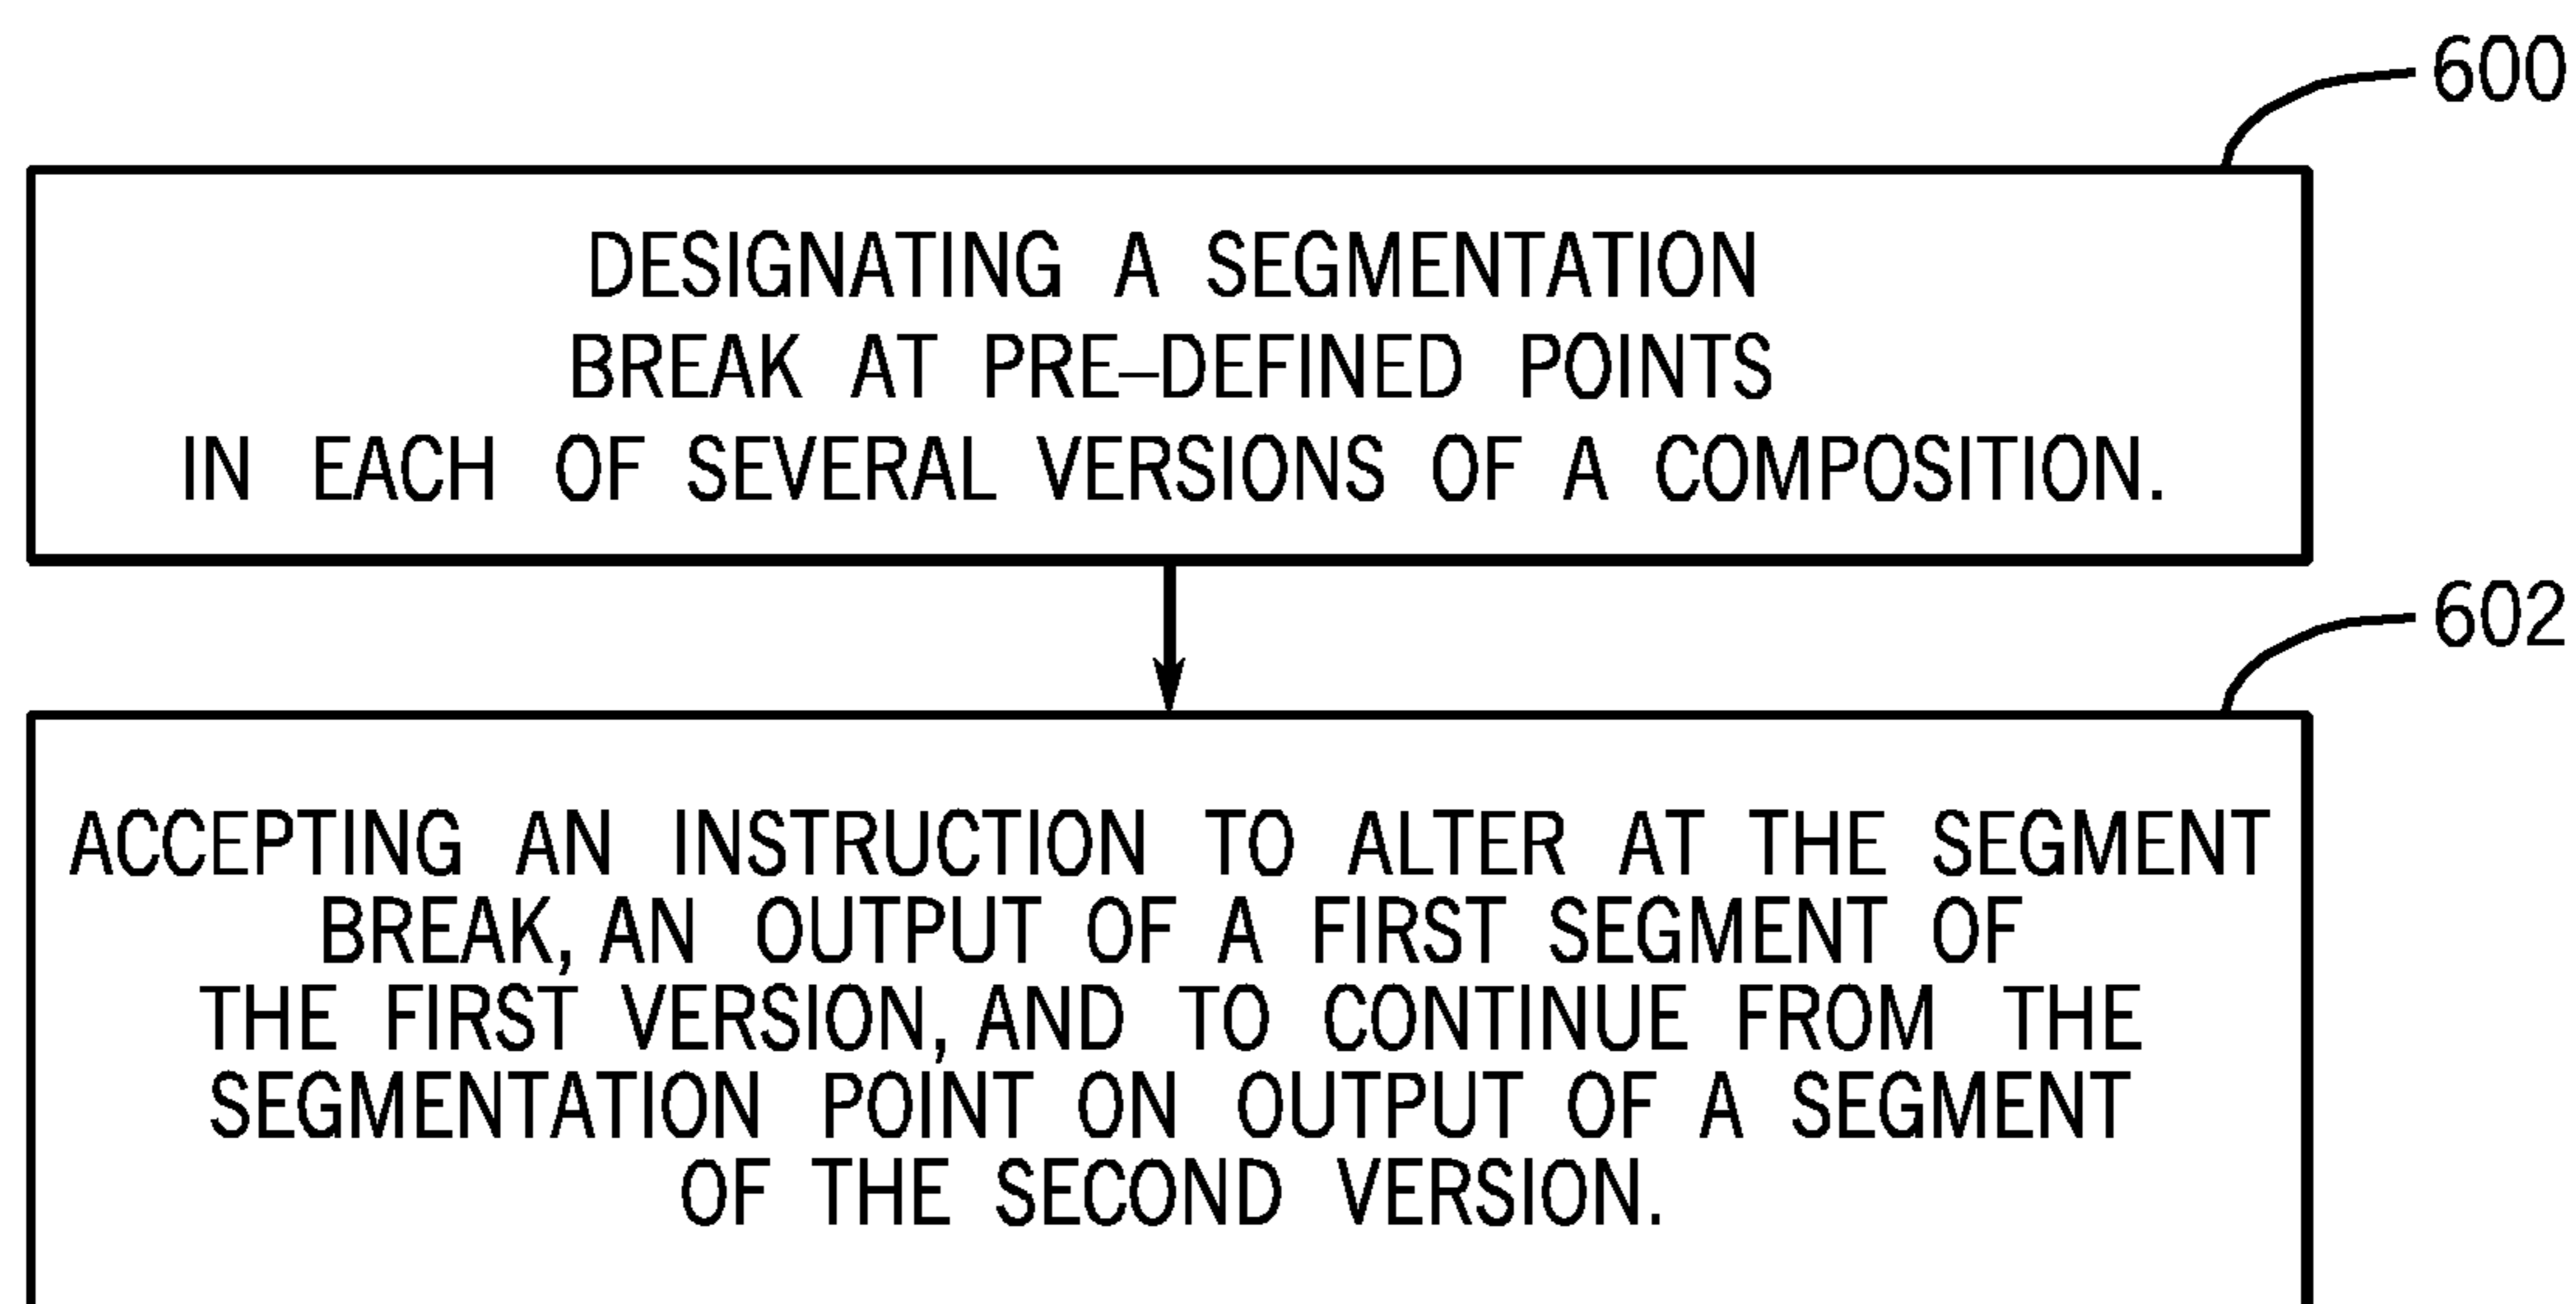 600
DESIGNATING A SEGMENTATION
BREAK AT PRE–DEFINED POINTS
IN EACH OF SEVERAL VERSIONS OF A COMPOSITION.
602
ACCEPTING AN INSTRUCTION TO ALTER AT THE SEGMENT
BREAK, AN OUTPUT OF A FIRST SEGMENT OF
THE FIRST VERSION, AND TO CONTINUE FROM THE
SEGMENTATION POINT ON OUTPUT OF A SEGMENT
OF THE SECOND VERSION.